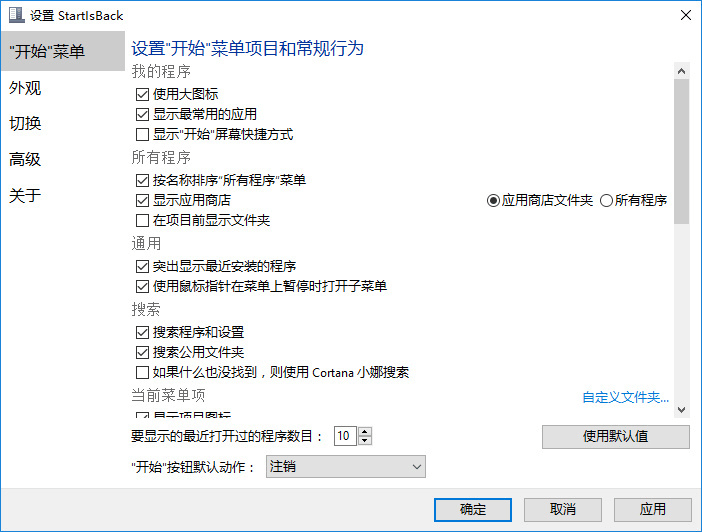 设置 StartIsBack
"开始"菜单
外观
切换
高级
关于
设置"开始"菜单项目和常规行为
我的程序
使用大图标
显示最常用的应用
显示"开始"屏幕快捷方式
所有程序
按名称排序"所有程序"菜单
显示应用商店 应用商店文件夹 所有程序
在项目前显示文件夹
通用
突出显示最近安装的程序
使用鼠标指针在菜单上暂停时打开子菜单
搜索
搜索程序和设置
搜索公用文件夹
如果什么也没找到，则使用 Cortana 小娜搜索
当前菜单项 自定义文件夹...
显示项目图标
要显示的最近打开过的程序数目： 10 使用默认值
"开始"按钮默认动作： 注销
确定 取消 应用